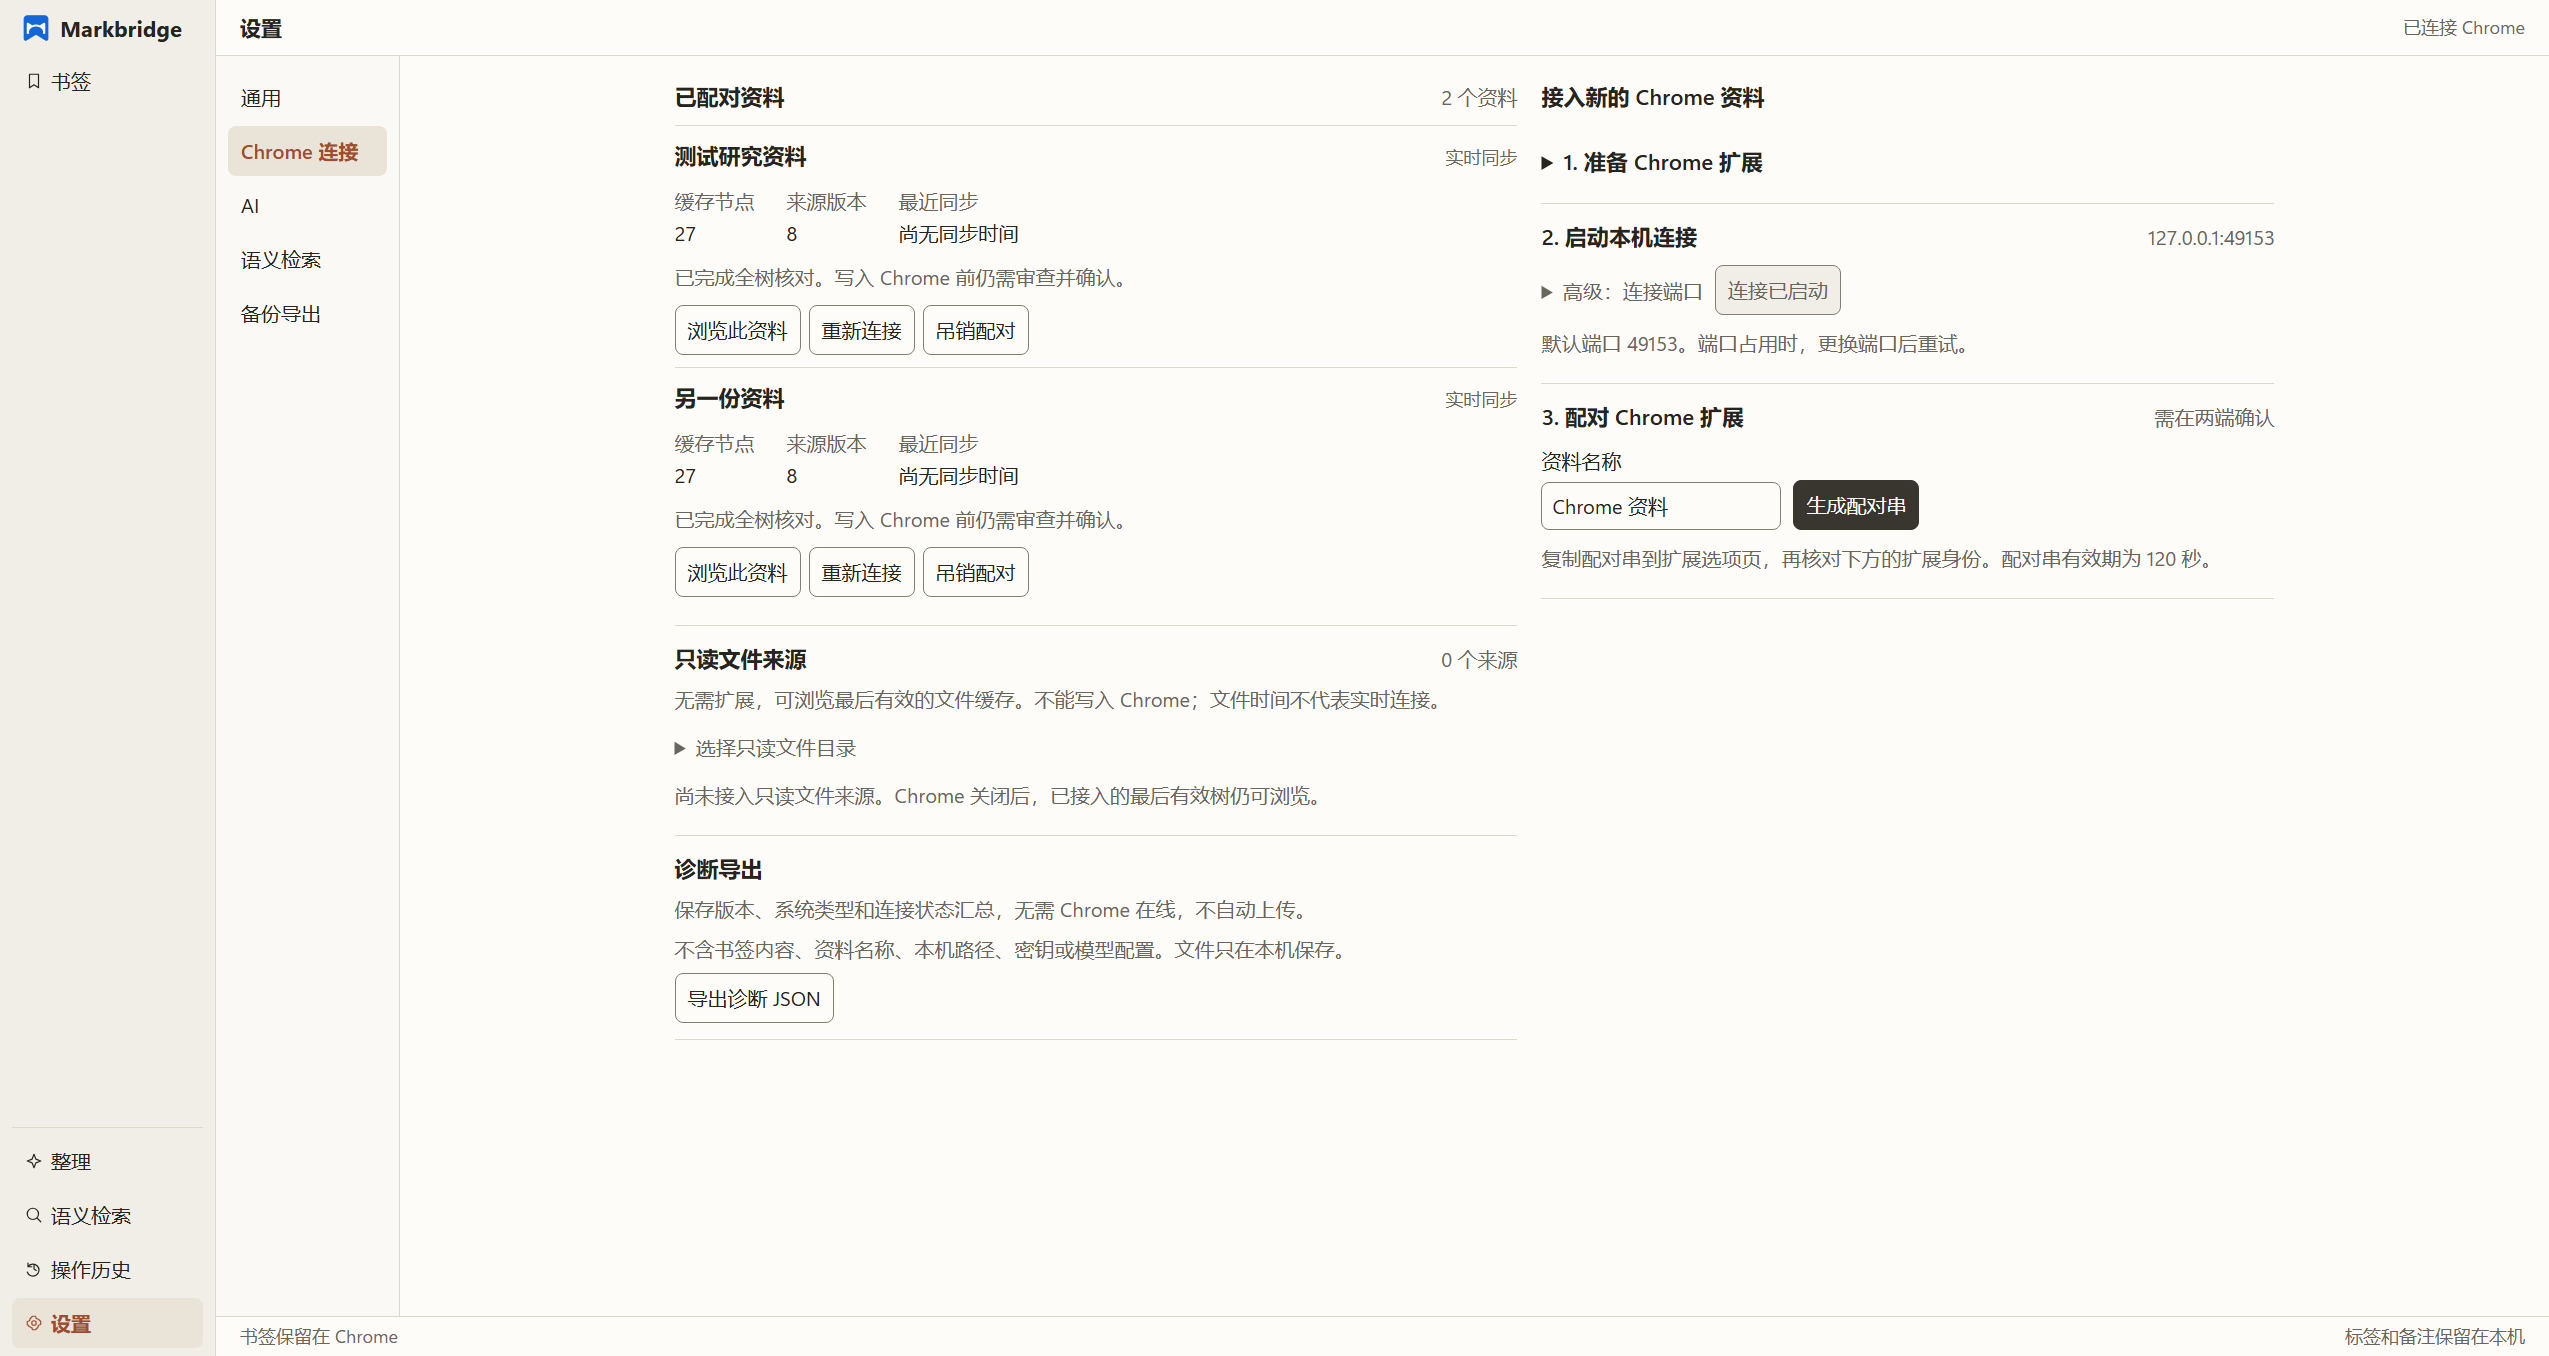 Markbridge
书签
整理
语义检索
操作历史
设置
设置
已连接 Chrome
通用
Chrome 连接
AI
语义检索
备份导出
已配对资料
2 个资料
测试研究资料
实时同步
缓存节点 来源版本 最近同步
27 8 尚无同步时间
已完成全树核对。写入 Chrome 前仍需审查并确认。
浏览此资料 重新连接 吊销配对
另一份资料
实时同步
缓存节点 来源版本 最近同步
27 8 尚无同步时间
已完成全树核对。写入 Chrome 前仍需审查并确认。
浏览此资料 重新连接 吊销配对
只读文件来源
0 个来源
无需扩展，可浏览最后有效的文件缓存。不能写入 Chrome；文件时间不代表实时连接。
选择只读文件目录
尚未接入只读文件来源。Chrome 关闭后，已接入的最后有效树仍可浏览。
诊断导出
保存版本、系统类型和连接状态汇总，无需 Chrome 在线，不自动上传。
不含书签内容、资料名称、本机路径、密钥或模型配置。文件只在本机保存。
导出诊断 JSON
接入新的 Chrome 资料
1. 准备 Chrome 扩展
2. 启动本机连接
127.0.0.1:49153
高级：连接端口 连接已启动
默认端口 49153。端口占用时，更换端口后重试。
3. 配对 Chrome 扩展
需在两端确认
资料名称
Chrome 资料 生成配对串
复制配对串到扩展选项页，再核对下方的扩展身份。配对串有效期为 120 秒。
书签保留在 Chrome
标签和备注保留在本机